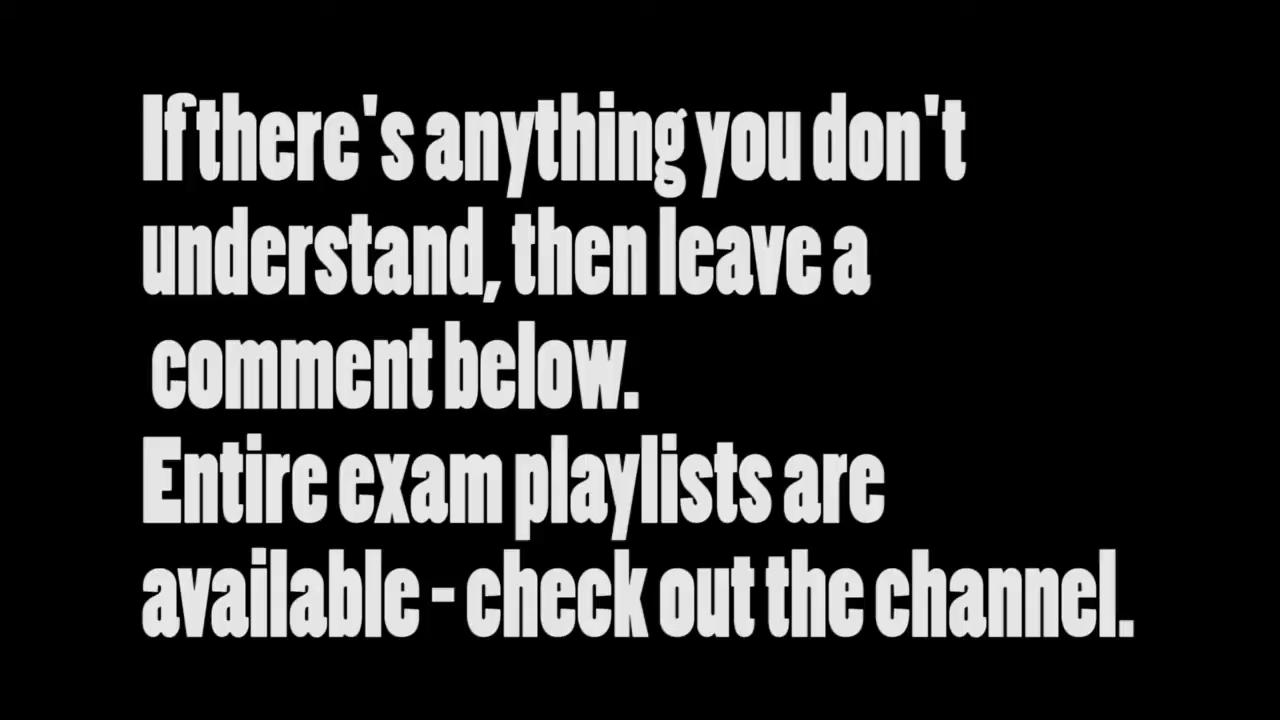 If there's anything you don't
understand, then leave a
comment below.
Entire exam playlists are
available - check out the channel.